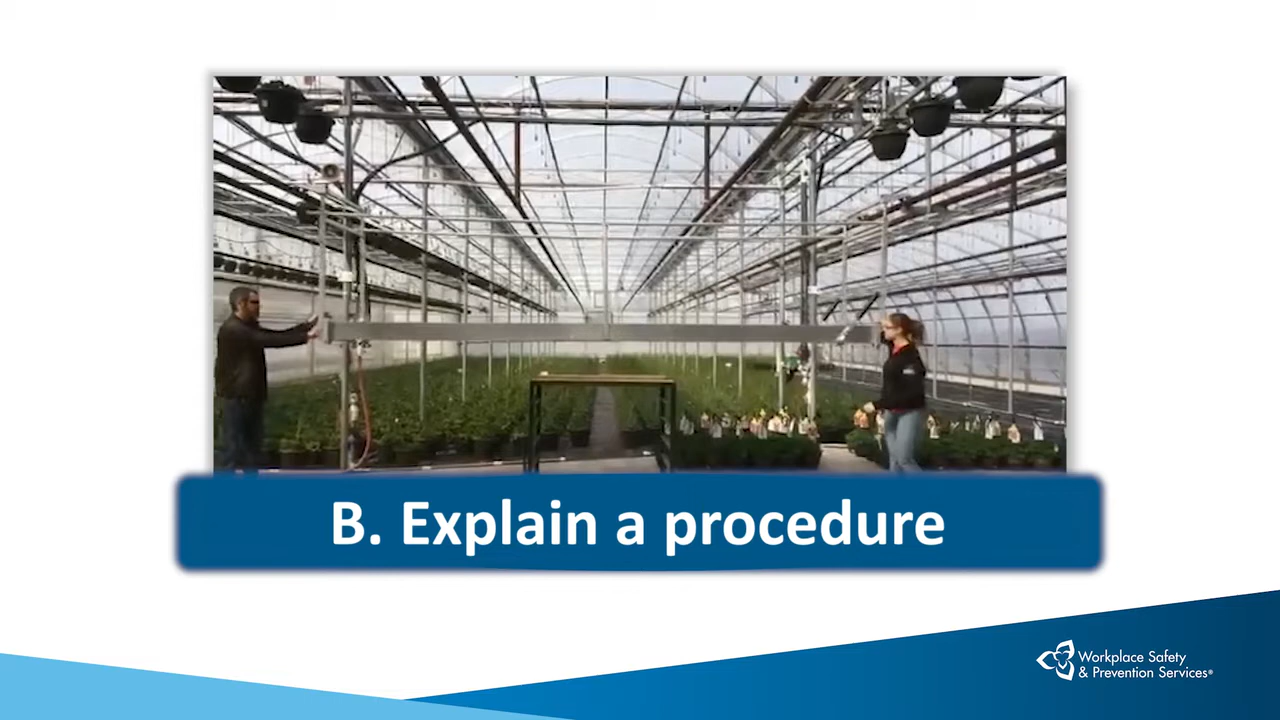 B. Explain a procedure
Workplace Safety
& Prevention Services®